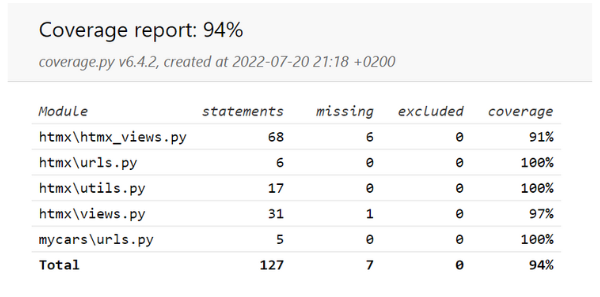 Coverage report: 94%
coverage.py v6.4.2, created at 2022-07-20 21:18 +0200
Module statements missing excluded coverage
htmx\htmx_views.py 68 6 0 91%
htmx\urls.py 6 0 0 100%
htmx\utils.py 17 0 0 100%
htmx\views.py 31 1 0 97%
mycars\urls.py 5 0 0 100%
Total 127 7 0 94%